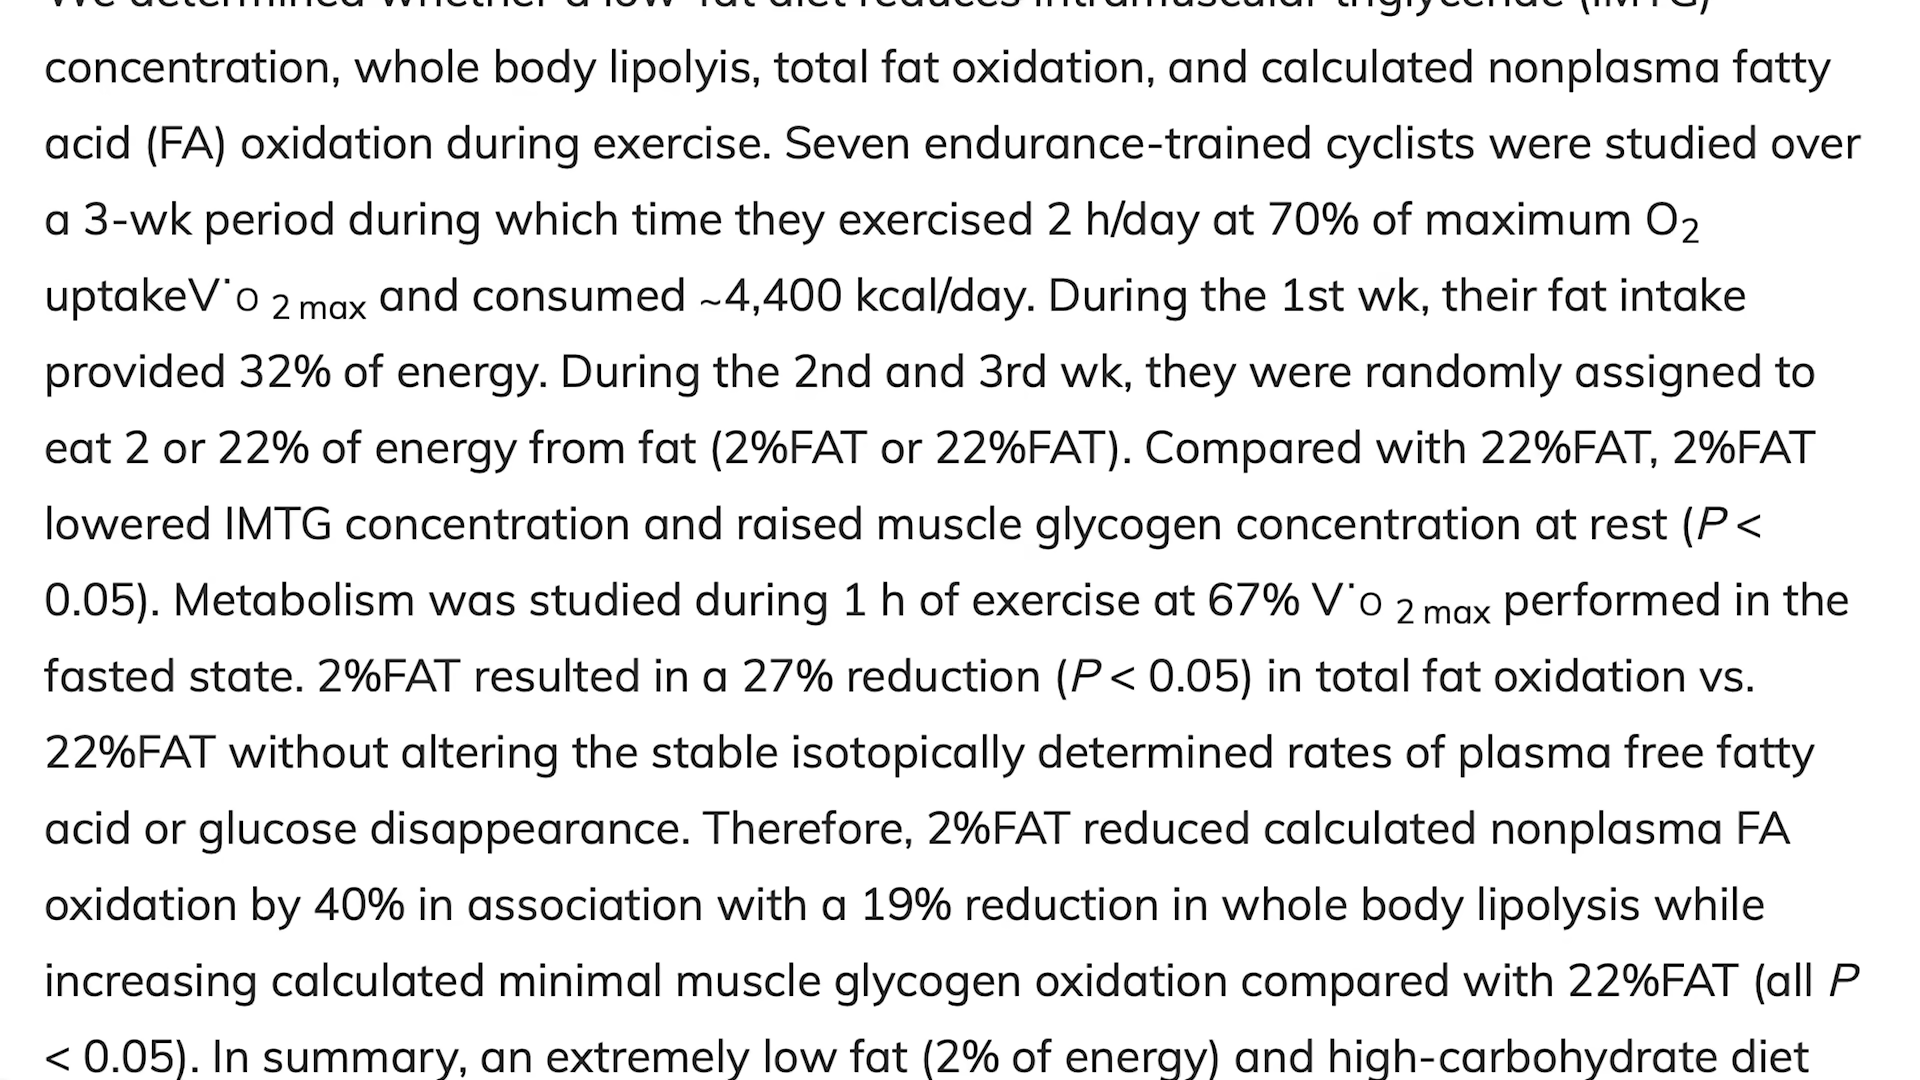 We determined whether a low-fat diet reduces intramuscular triglyceride (IMTG)
concentration, whole body lipolyis, total fat oxidation, and calculated nonplasma fatty
acid (FA) oxidation during exercise. Seven endurance-trained cyclists were studied over
a 3-wk period during which time they exercised 2 h/day at 70% of maximum O2
uptakeV˙o 2 max and consumed ~4,400 kcal/day. During the 1st wk, their fat intake
provided 32% of energy. During the 2nd and 3rd wk, they were randomly assigned to
eat 2 or 22% of energy from fat (2%FAT or 22%FAT). Compared with 22%FAT, 2%FAT
lowered IMTG concentration and raised muscle glycogen concentration at rest (P <
0.05). Metabolism was studied during 1 h of exercise at 67% V˙o 2 max performed in the
fasted state. 2%FAT resulted in a 27% reduction (P < 0.05) in total fat oxidation vs.
22%FAT without altering the stable isotopically determined rates of plasma free fatty
acid or glucose disappearance. Therefore, 2%FAT reduced calculated nonplasma FA
oxidation by 40% in association with a 19% reduction in whole body lipolysis while
increasing calculated minimal muscle glycogen oxidation compared with 22%FAT (all P
< 0.05). In summary, an extremely low fat (2% of energy) and high-carbohydrate diet